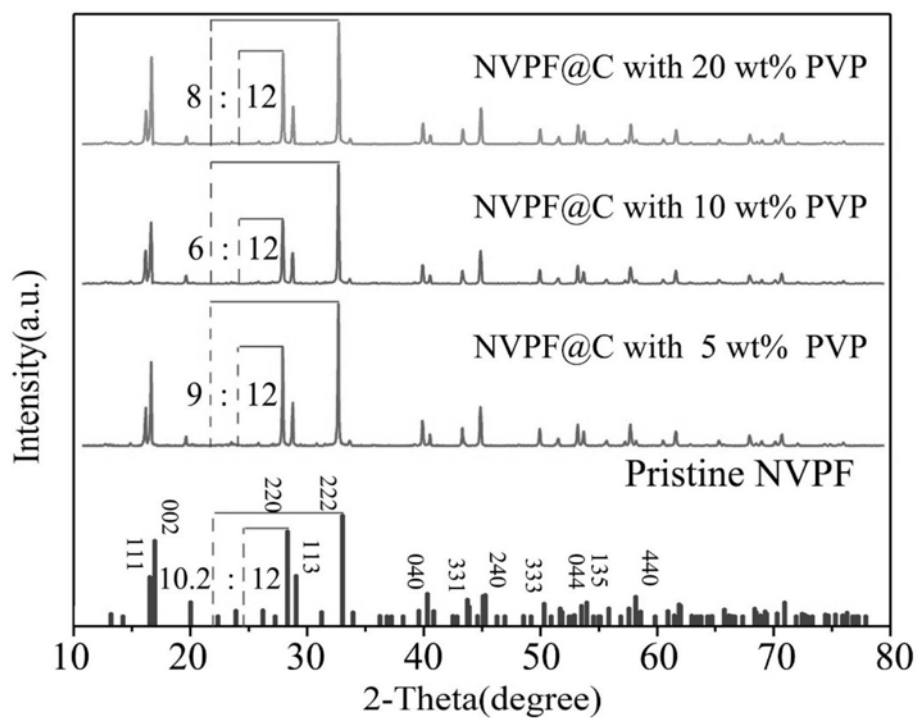 NVPF@C with 20 wt% PVP
8 : 12
NVPF@C with 10 wt% PVP
6 : 12
NVPF@C with 5 wt% PVP
9 : 12
Pristine NVPF
111
002
10.2 : 12
220
113
222
040
331
240
333
044
135
440
10 20 30 40 50 60 70 80
2-Theta(degree)
Intensity(a.u.)